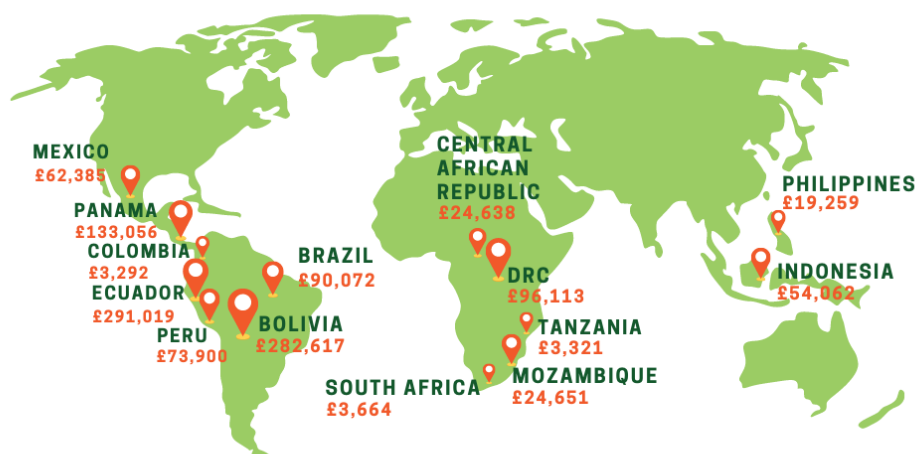 MEXICO
£62,385
PANAMA
£133,056
COLOMBIA
£3,292
ECUADOR
£291,019
PERU
£73,900
BOLIVIA
£282,617
BRAZIL
£90,072
CENTRAL
AFRICAN
REPUBLIC
£24,638
DRC
£96,113
TANZANIA
£3,321
MOZAMBIQUE
£24,651
SOUTH AFRICA
£3,664
PHILIPPINES
£19,259
INDONESIA
£54,062